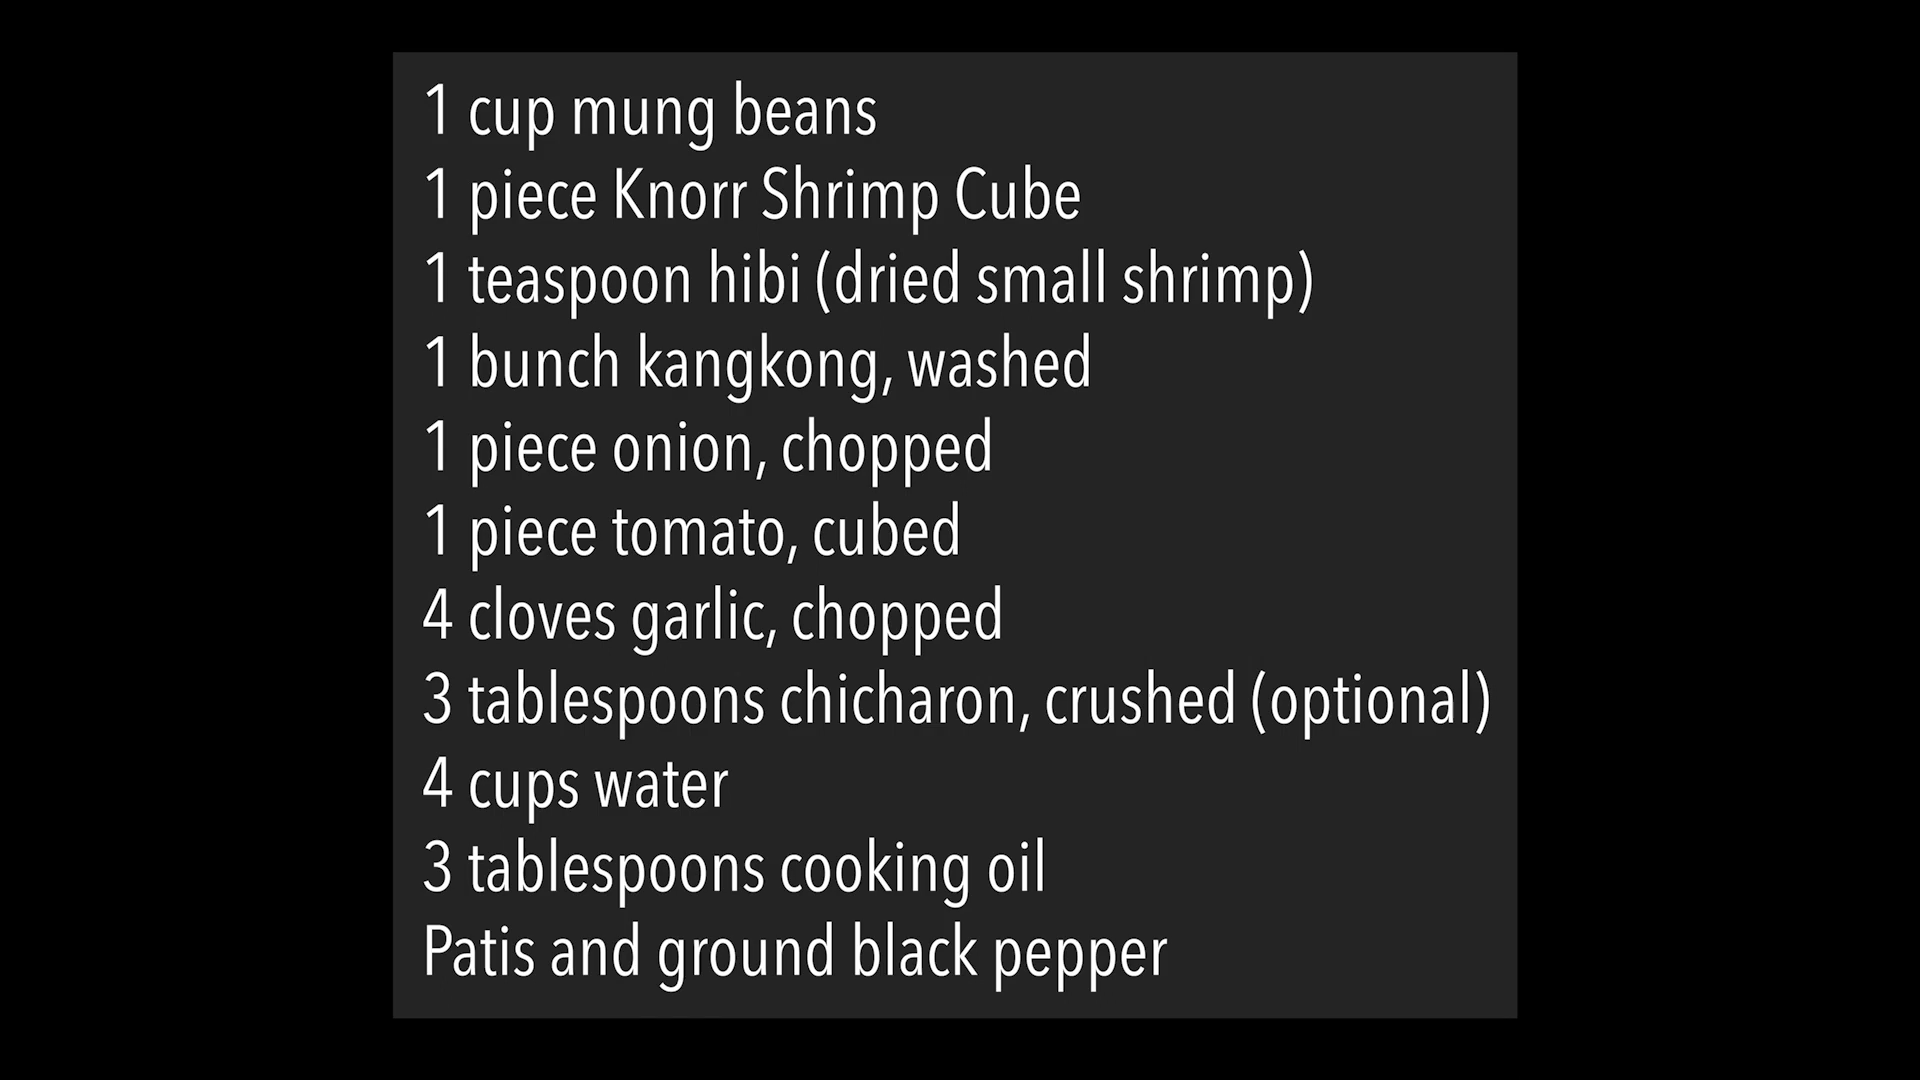 1 cup mung beans
1 piece Knorr Shrimp Cube
1 teaspoon hibi (dried small shrimp)
1 bunch kangkong, washed
1 piece onion, chopped
1 piece tomato, cubed
4 cloves garlic, chopped
3 tablespoons chicharon, crushed (optional)
4 cups water
3 tablespoons cooking oil
Patis and ground black pepper